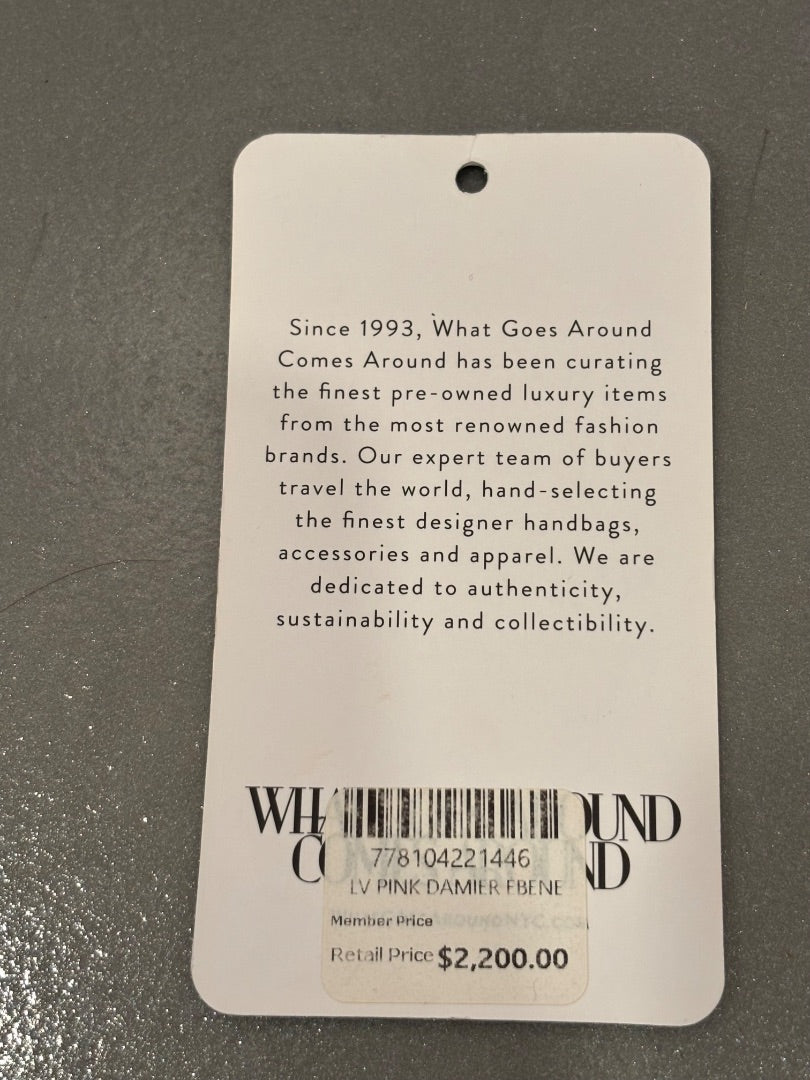 Since 1993, What Goes Around
Comes Around has been curating
the finest pre-owned luxury items
from the most renowned fashion
brands. Our expert team of buyers
travel the world, hand-selecting
the finest designer handbags,
accessories and apparel. We are
dedicated to authenticity,
sustainability and collectibility.
778104221446
LV PINK DAMIER EBENE
Member Price
Retail Price $2,200.00